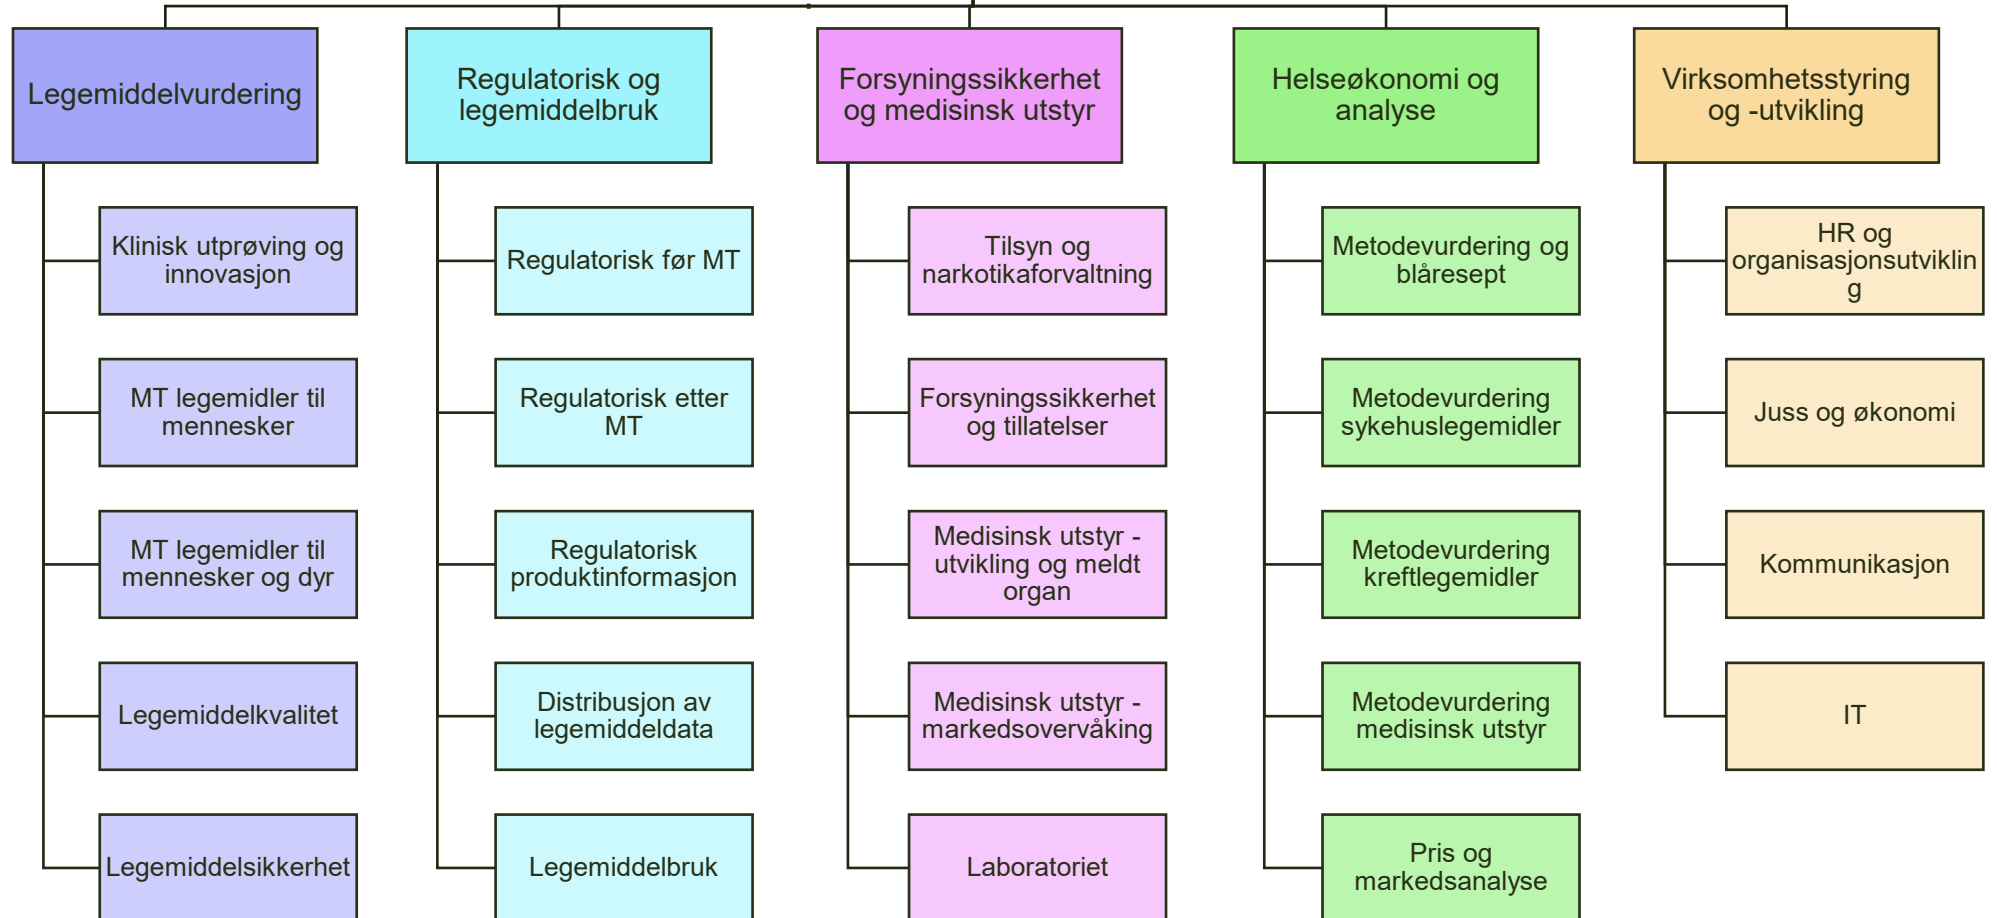 Legemiddelvurdering
Regulatorisk og
legemiddelbruk
Forsyningssikkerhet
og medisinsk utstyr
Helseøkonomi og
analyse
Virksomhetsstyring
og -utvikling
Klinisk utprøving og
innovasjon
MT legemidler til
mennesker
MT legemidler til
mennesker og dyr
Legemiddelkvalitet
Legemiddelsikkerhet
Regulatorisk før MT
Regulatorisk etter
MT
Regulatorisk
produktinformasjon
Distribusjon av
legemiddeldata
Legemiddelbruk
Tilsyn og
narkotikaforvaltning
Forsyningssikkerhet
og tillatelser
Medisinsk utstyr -
utvikling og meldt
organ
Medisinsk utstyr -
markedsovervåking
Laboratoriet
Metodevurdering og
blåresept
Metodevurdering
sykehuslegemidler
Metodevurdering
kreftlegemidler
Metodevurdering
medisinsk utstyr
Pris og
markedsanalyse
HR og
organisasjonsutviklin
g
Juss og økonomi
Kommunikasjon
IT